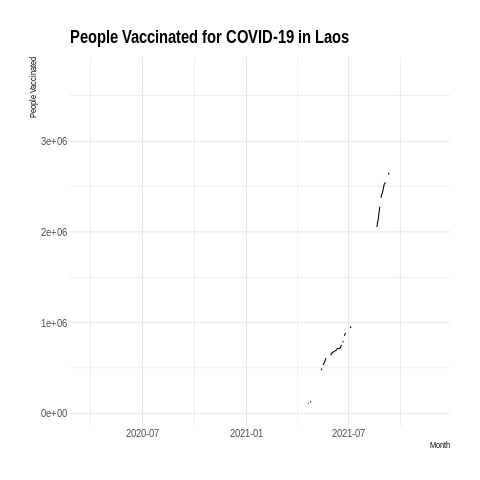 People Vaccinated for COVID-19 in Laos
People Vaccinated
3e+06
2e+06
1e+06
0e+00
2020-07
2021-01
2021-07
Month